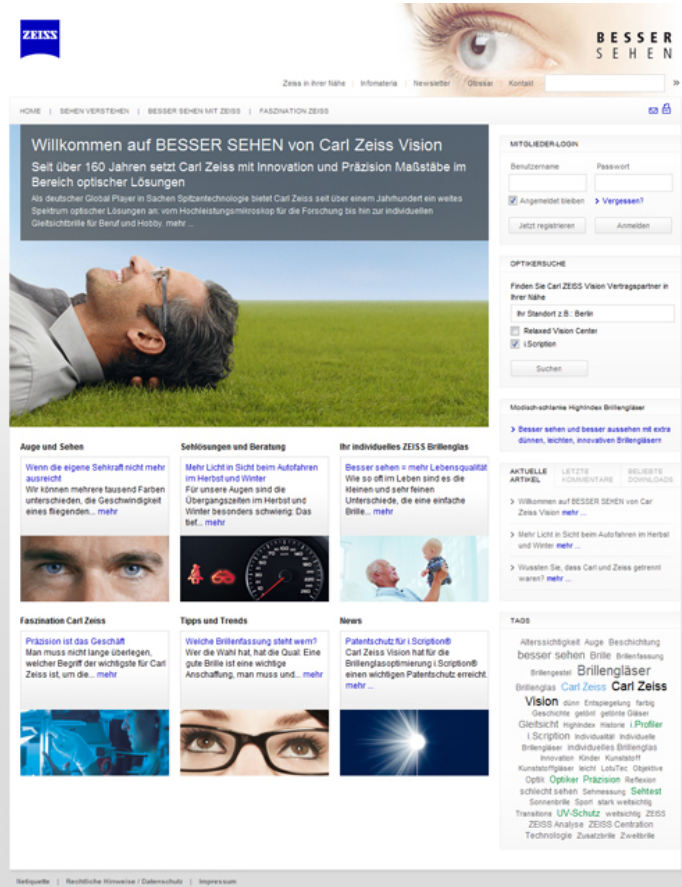 ZEISS
BESSER
SEHEN
Zeiss in Ihrer Nähe | Infomateria | Newsletter | Glossar | Kontakt
»
HOME | SEHEN VERSTEHEN | BESSER SEHEN MIT ZEISS | FASZINATION ZEISS
Willkommen auf BESSER SEHEN von Carl Zeiss Vision
Seit über 160 Jahren setzt Carl Zeiss mit Innovation und Präzision Maßstäbe im
Bereich optischer Lösungen
Als deutscher Global Player in Sachen Spitzentechnologie bietet Carl Zeiss seit über einem Jahrhundert ein weites
Spektrum optischer Lösungen an: vom Hochleistungsmikroskop für die Forschung bis hin zur individuellen
Gleitsichtbrille für Beruf und Hobby. mehr ...
MITGLIEDER-LOGIN
Benutzername Passwort
Angemeldet bleiben > Vergessen?
Jetzt registrieren Anmelden
OPTIKERSUCHE
Finden Sie Carl ZEISS Vision Vertragspartner in
Ihrer Nähe
Ihr Standort z.B.: Berlin
Relaxed Vision Center
i.Scription
Suchen
Modisch-schlanke HighIndex Brillengläser
> Besser sehen und besser aussehen mit extra
dünnen, leichten, innovativen Brillengläsern
AKTUELLE ARTIKEL
LETZTE KOMMENTARE
BELIEBTE DOWNLOADS
> Willkommen auf BESSER SEHEN von Car
Zeiss Vision mehr ...
> Mehr Licht in Sicht beim Autofahren im Herbst
und Winter mehr ...
> Wussten Sie, dass Carl und Zeiss getrennt
waren? mehr ...
Auge und Sehen
Wenn die eigene Sehkraft nicht mehr
ausreicht
Wir können mehrere tausend Farben
unterschieden, die Geschwindigkeit
eines fliegenden... mehr
Sehlösungen und Beratung
Mehr Licht in Sicht beim Autofahren
im Herbst und Winter
Für unsere Augen sind die
Übergangszeiten im Herbst und
Winter besonders schwierig: Das
tief... mehr
Ihr individuelles ZEISS Brillenglas
Besser sehen = mehr Lebensqualität
Wie so oft im Leben sind es die
kleinen und sehr feinen
Unterschiede, die eine einfache
Brille... mehr
Faszination Carl Zeiss
Präzision ist das Geschäft
Man muss nicht lange überlegen,
welcher Begriff der wichtigste für Carl
Zeiss ist, um die... mehr
Tipps und Trends
Welche Brillenfassung steht wem?
Wer die Wahl hat, hat die Qual: Eine
gute Brille ist eine wichtige
Anschaffung, man muss und... mehr
News
Patentschutz für i.Scription®
Carl Zeiss Vision hat für die
Brillenglasoptimierung i.Scription®
einen wichtigen Patentschutz erreicht.
mehr ...
TAGS
Alterssichtigkeit Auge Beschichtung
besser sehen Brille Brillenfassung
Brillengestel Brillengläser
Brillenglas Carl Zeiss Carl Zeiss
Vision dünn Entspiegelung farbig
Geschichte getönt getönte Gläser
Gleitsicht HighIndex Historie i.Profiler
i.Scription Individualität Individuelle
Brillengläser individuelles Brillenglas
Innovation Kinder Kunststoff
Kunststoffgläser leicht LotuTec Objektive
Optik Optiker Präzision Reflexion
schlecht sehen Sehmessung Sehtest
Sonnenbrille Sport stark weitsichtig
Transitions UV-Schutz weitsichtig ZEISS
ZEISS Analyse ZEISS Centration
Technologie Zusatzbrille Zweitbrille
Netiquette | Rechtliche Hinweise / Datenschutz | Impressum